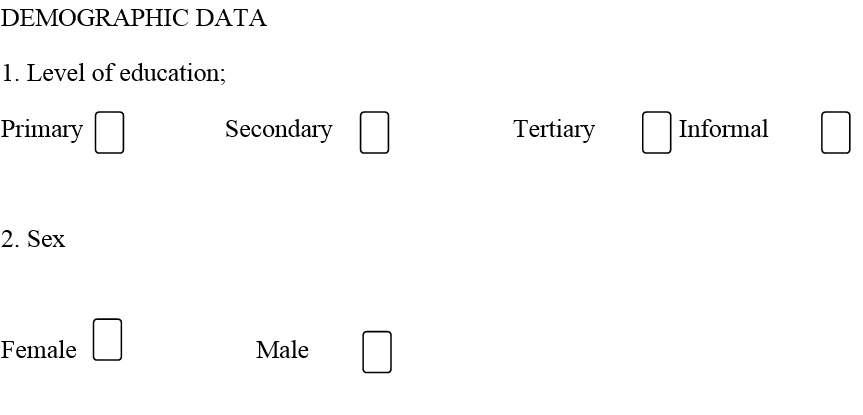 DEMOGRAPHIC DATA
1. Level of education;
Primary Secondary Tertiary Informal
2. Sex
Female Male